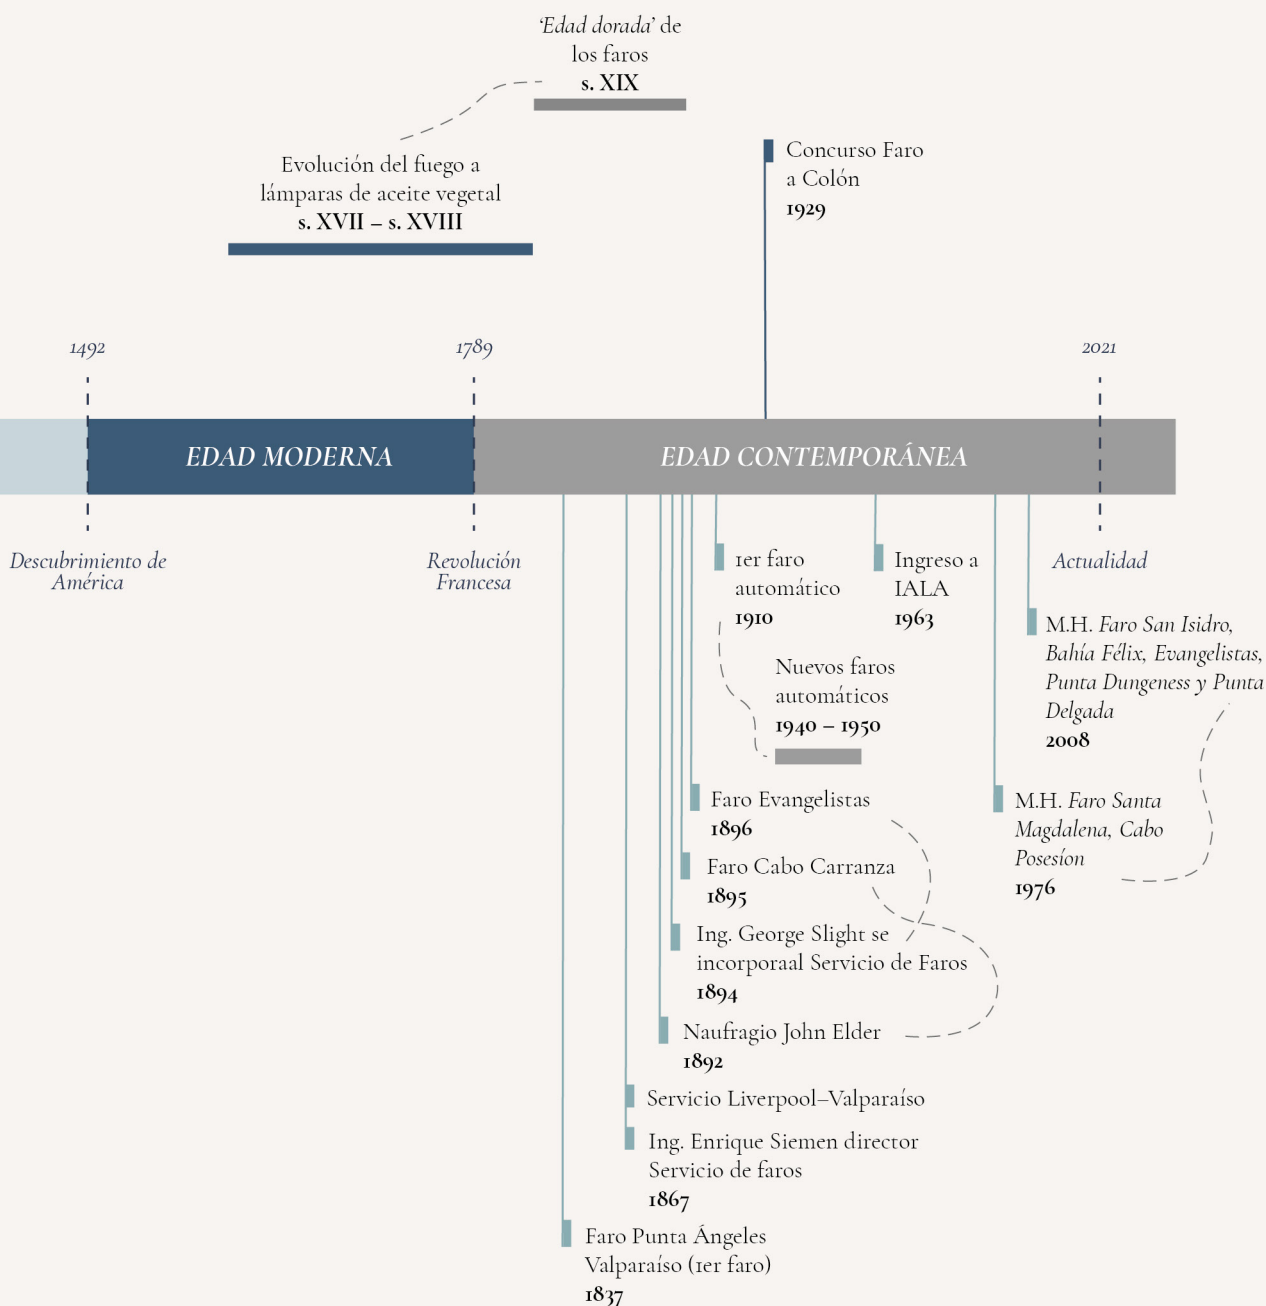 ‘Edad dorada’ de
los faros
s. XIX
Evolución del fuego a
lámparas de aceite vegetal
s. XVII – s. XVIII
Concurso Faro
a Colón
1929
1492
1789
2021
EDAD MODERNA
EDAD CONTEMPORÁNEA
Descubrimiento de
América
Revolución
Francesa
Actualidad
1er faro
automático
1910
Ingreso a
IALA
1963
M.H. Faro San Isidro,
Bahía Félix, Evangelistas,
Punta Dungeness y Punta
Delgada
2008
Nuevos faros
automáticos
1940 – 1950
M.H. Faro Santa
Magdalena, Cabo
Posesíon
1976
Faro Evangelistas
1896
Faro Cabo Carranza
1895
Ing. George Slight se
incorporaal Servicio de Faros
1894
Naufragio John Elder
1892
Servicio Liverpool–Valparaíso
Ing. Enrique Siemen director
Servicio de faros
1867
Faro Punta Ángeles
Valparaíso (1er faro)
1837